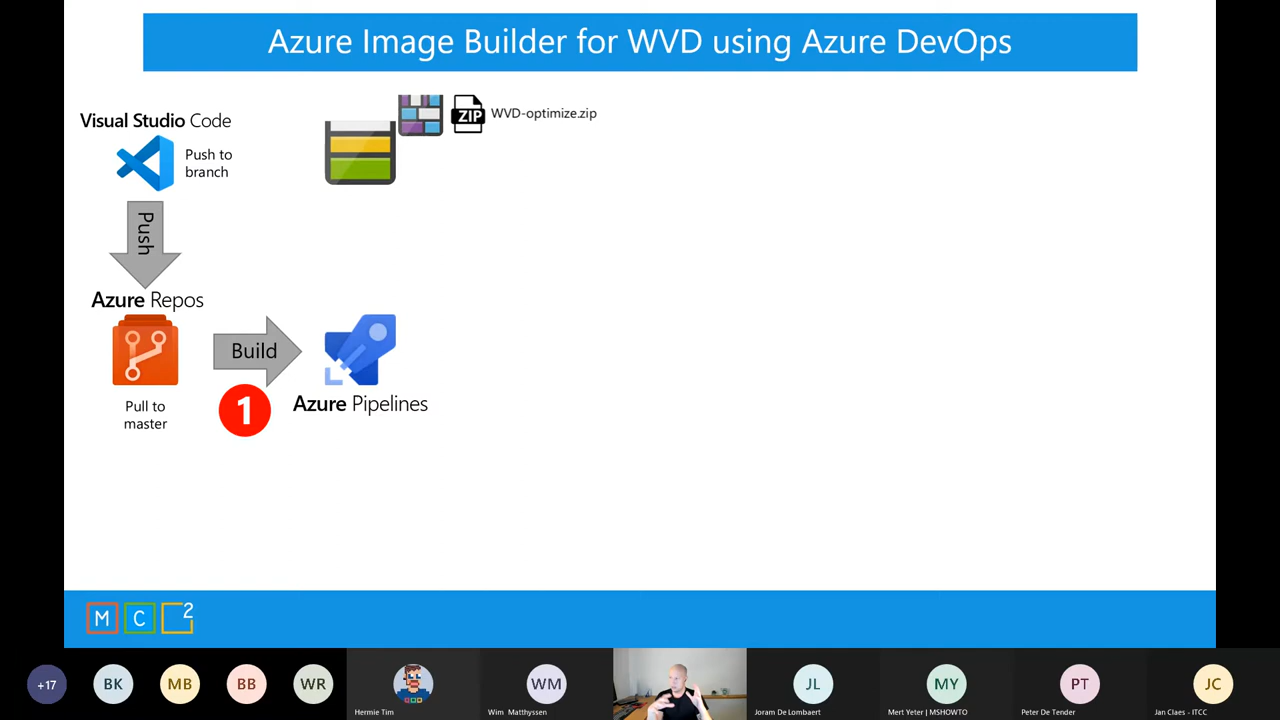 Azure Image Builder for WVD using Azure DevOps
Visual Studio Code
Push to
branch
ZIP
WVD-optimize.zip
Push
Azure Repos
Build
1
Pull to
master
Azure Pipelines
M C 2
+17
BK
MB
BB
WR
Hermie Tim
WM
Wim Matthyssen
JL
Joram De Lombaert
MY
Mert Yeter | MSHOWTO
PT
Peter De Tender
JC
Jan Claes - ITCC